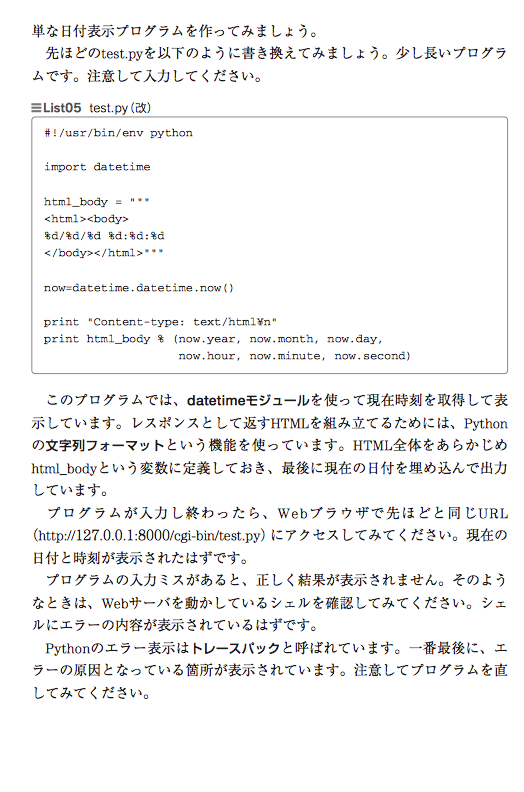 単な日付表示プログラムを作ってみましょう。
先ほどのtest.pyを以下のように書き換えてみましょう。少し長いプログラ
ムです。注意して入力してください。
List05 test.py(改)
#!/usr/bin/env python
import datetime
html_body = """
<html><body>
%d/%d/%d %d:%d:%d
</body></html>"""
now=datetime.datetime.now()
print "Content-type: text/html¥n"
print html_body % (now.year, now.month, now.day,
now.hour, now.minute, now.second)
このプログラムでは、datetimeモジュールを使って現在時刻を取得して表
示しています。レスポンスとして返すHTMLを組み立てるためには、Python
の文字列フォーマットという機能を使っています。HTML全体をあらかじめ
html_bodyという変数に定義しておき、最後に現在の日付を埋め込んで出力
しています。
プログラムが入力し終わったら、Webブラウザで先ほどと同じURL
(http://127.0.0.1:8000/cgi-bin/test.py) にアクセスしてみてください。現在の
日付と時刻が表示されたはずです。
プログラムの入力ミスがあると、正しく結果が表示されません。そのよう
なときは、Webサーバを動かしているシェルを確認してみてください。シェ
ルにエラーの内容が表示されているはずです。
Pythonのエラー表示はトレースバックと呼ばれています。一番最後に、エ
ラーの原因となっている箇所が表示されています。注意してプログラムを直
してみてください。